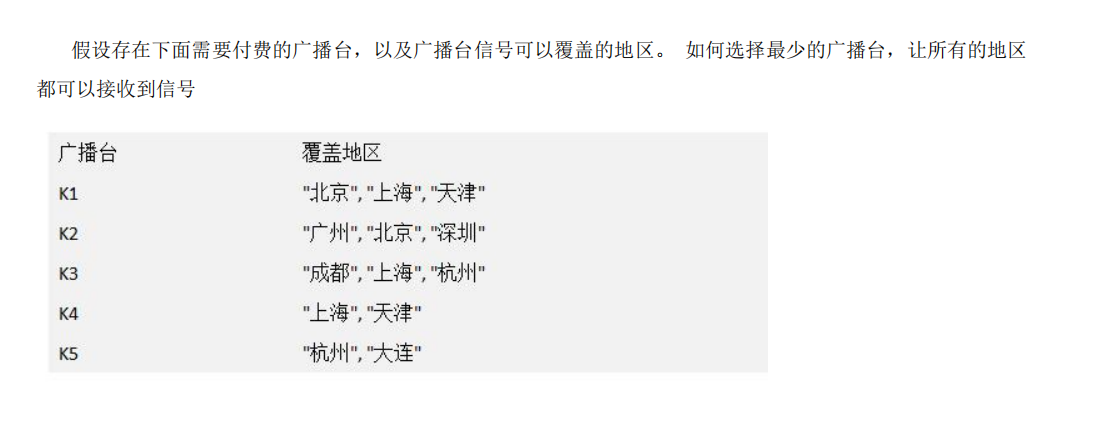 假设存在下面需要付费的广播台，以及广播台信号可以覆盖的地区。 如何选择最少的广播台，让所有的地区
都可以接收到信号
广播台 覆盖地区
K1 "北京", "上海", "天津"
K2 "广州", "北京", "深圳"
K3 "成都", "上海", "杭州"
K4 "上海", "天津"
K5 "杭州", "大连"